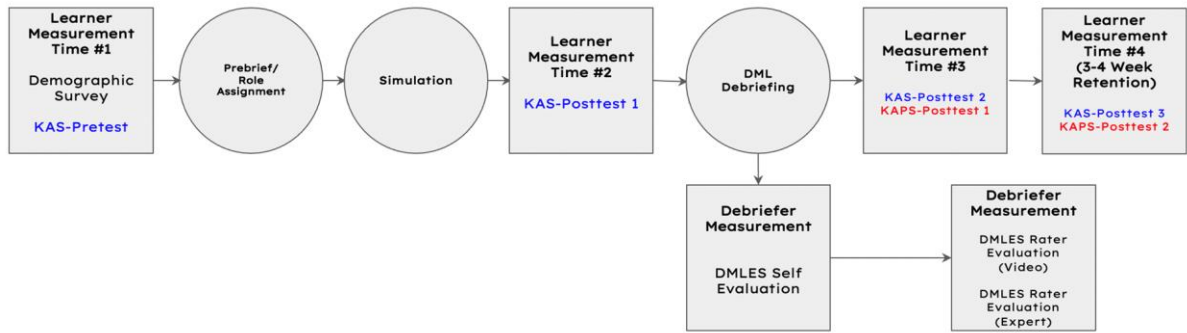 Learner
Measurement
Time #1
Demographic
Survey
KAS-Pretest
Prebrief/
Role
Assignment
Simulation
Learner
Measurement
Time #2
KAS-Posttest 1
DML
Debriefing
Learner
Measurement
Time #3
KAS-Posttest 2
KAPS-Posttest 1
Learner
Measurement
Time #4
(3-4 Week
Retention)
KAS-Posttest 3
KAPS-Posttest 2
Debriefer
Measurement
DMLES Self
Evaluation
Debriefer
Measurement
DMLES Rater
Evaluation
(Video)
DMLES Rater
Evaluation
(Expert)